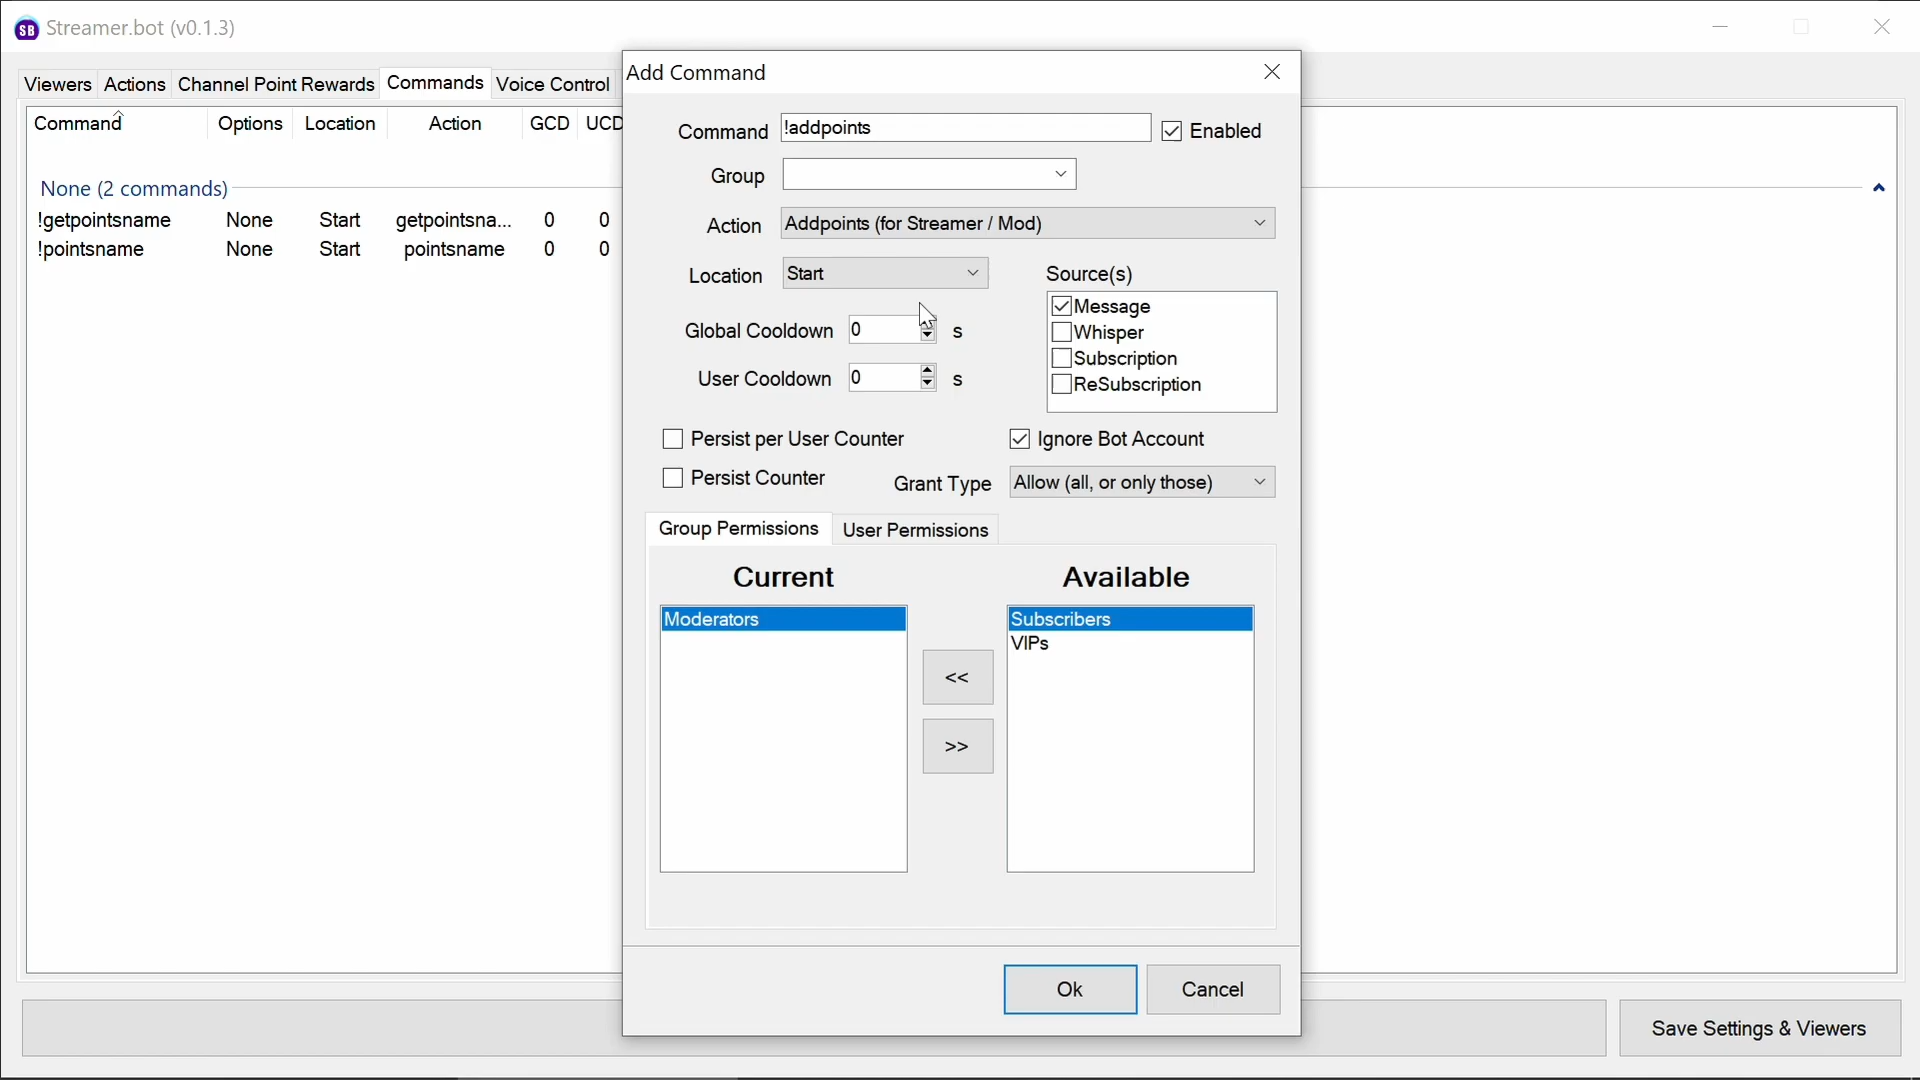 SB Streamer.bot (v0.1.3)
Viewers Actions Channel Point Rewards Commands Voice Control
Command Options Location Action GCD UCD
None (2 commands)
!getpointsname None Start getpointsna... 0 0
!pointsname None Start pointsname 0 0
Add Command
Command !addpoints Enabled
Group
Action Addpoints (for Streamer / Mod)
Location Start
Source(s)
Message
Whisper
Subscription
ReSubscription
Global Cooldown 0 s
User Cooldown 0 s
Persist per User Counter
Ignore Bot Account
Persist Counter
Grant Type Allow (all, or only those)
Group Permissions User Permissions
Current
Moderators
<<
>>
Available
Subscribers
VIPs
Ok Cancel
Save Settings & Viewers